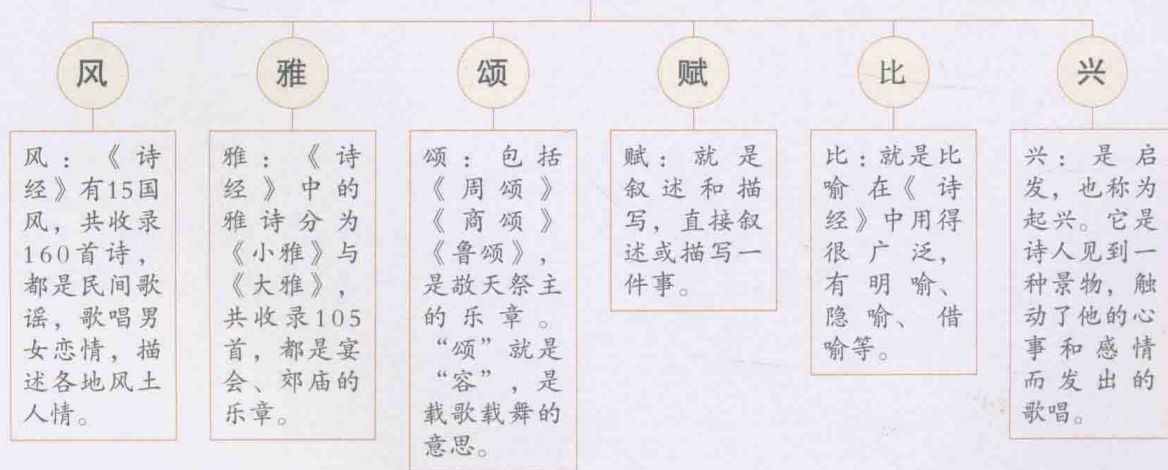 风
雅
颂
赋
比
兴
风：《诗
经》有15国
风，共收录
160首诗，
都是民间歌
谣，歌唱男
女恋情，描
述各地风土
人情。
雅：《诗
经》中的
雅诗分为
《小雅》与
《大雅》，
共收录105
首，都是宴
会、郊庙的
乐章。
颂：包括
《周颂》
《商颂》
《鲁颂》，
是敬天祭主
的乐章。
“颂”就是
“容”，是
载歌载舞的
意思。
赋：就是
叙述和描
写，直接叙
述或描写一
件事。
比：就是比
喻在《诗
经》中用得
很广泛，
有明喻、
隐喻、借
喻等。
兴：是启
发，也称为
起兴。它是
诗人见到一
种景物，触
动了他的心
事和感情
而发出的
歌唱。